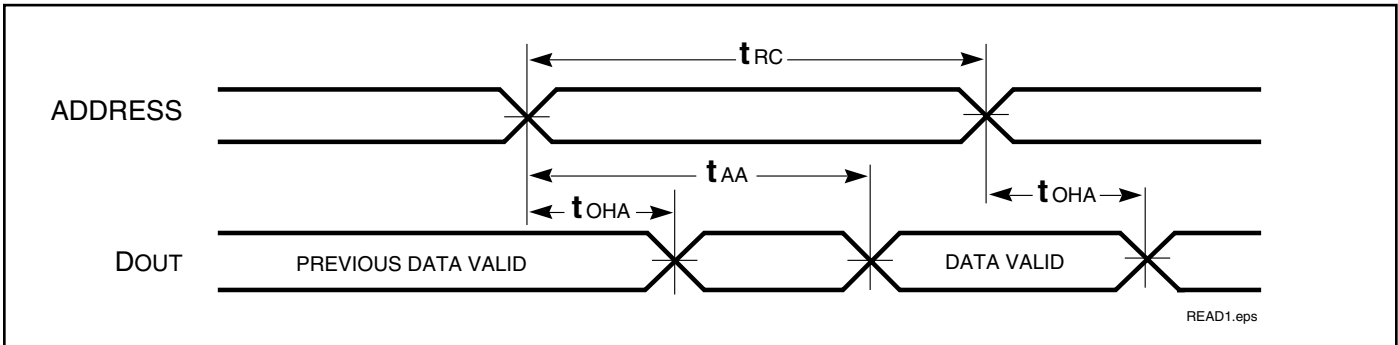 tRC
ADDRESS
tAA
tOHA
tOHA
DOUT
PREVIOUS DATA VALID
DATA VALID
READ1.eps